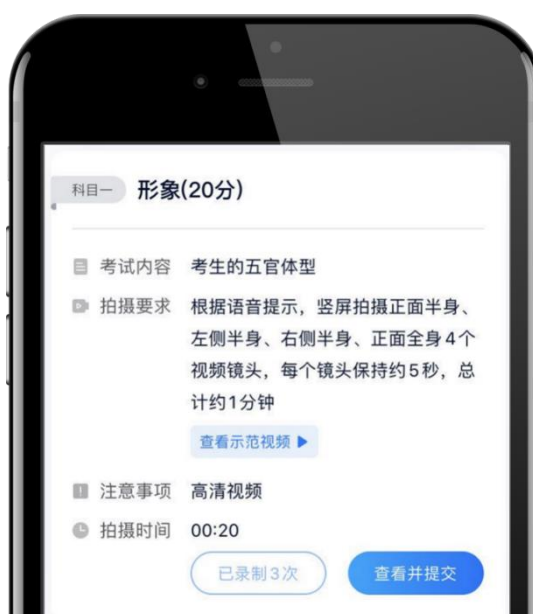 科目一 形象(20分)
考试内容 考生的五官体型
拍摄要求 根据语音提示，竖屏拍摄正面半身、
左侧半身、右侧半身、正面全身4个
视频镜头，每个镜头保持约5秒，总
计约1分钟
查看示范视频
注意事项 高清视频
拍摄时间 00:20
已录制3次 查看并提交